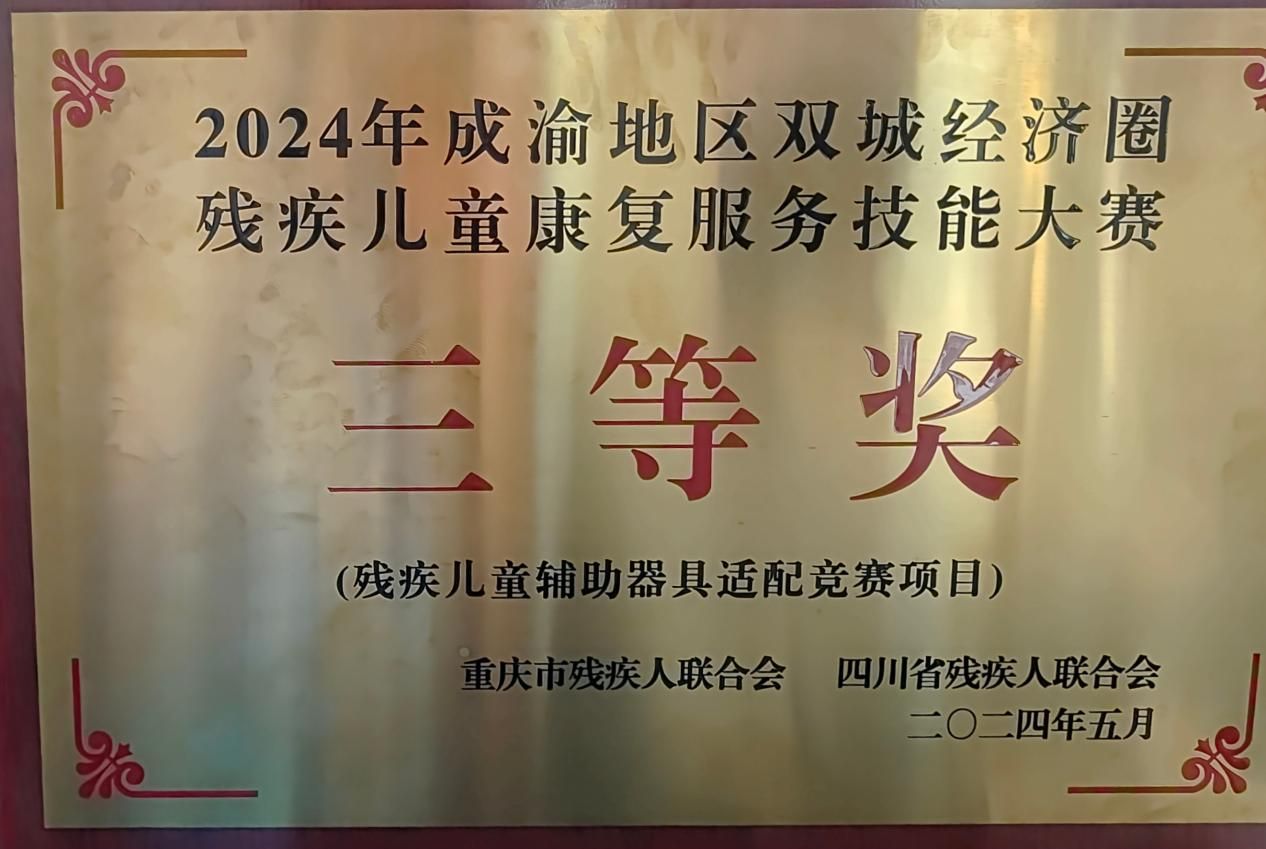 2024年成渝地区双城经济圈
残疾儿童康复服务技能大赛
三等奖
(残疾儿童辅助器具适配竞赛项目)
重庆市残疾人联合会 四川省残疾人联合会
二〇二四年五月